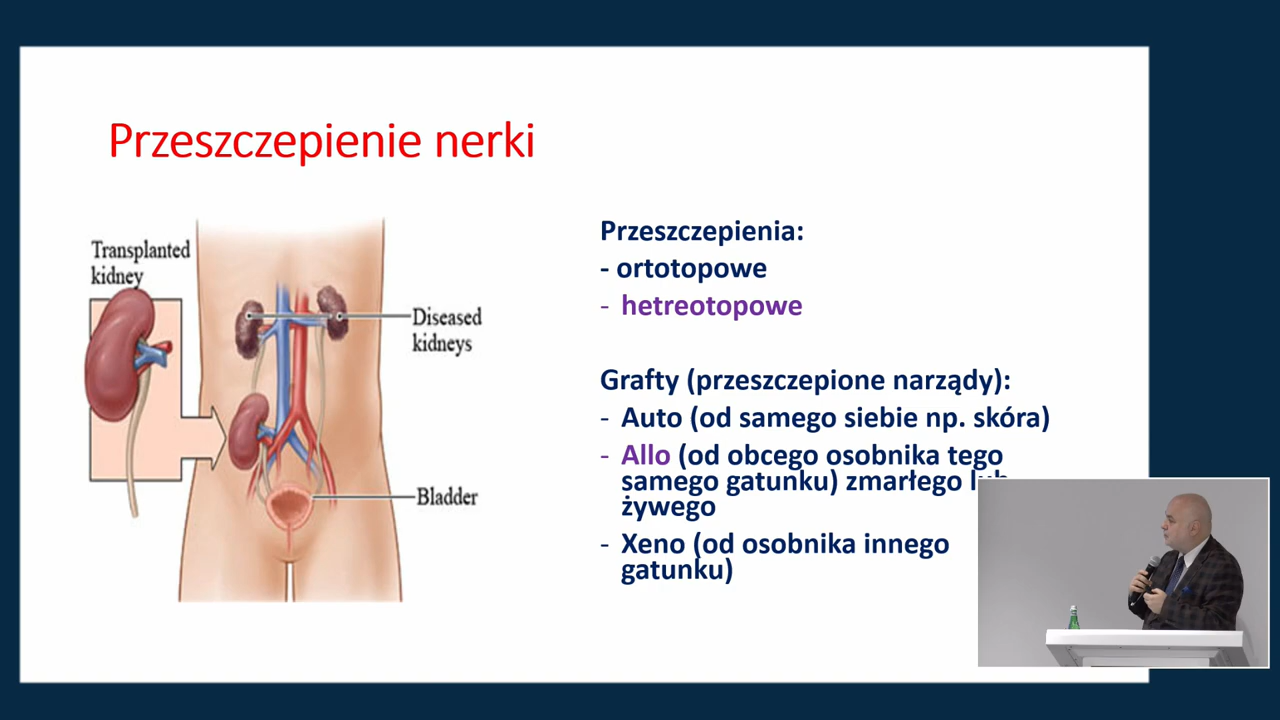 Przeszczepienie nerki
Transplanted
kidney
Diseased
kidneys
Bladder
Przeszczepienia:
- ortotopowe
- hetreotopowe
Grafty (przeszczepione narządy):
- Auto (od samego siebie np. skóra)
- Allo (od obcego osobnika tego
samego gatunku) zmarłego
żywego
- Xeno (od osobnika innego
gatunku)